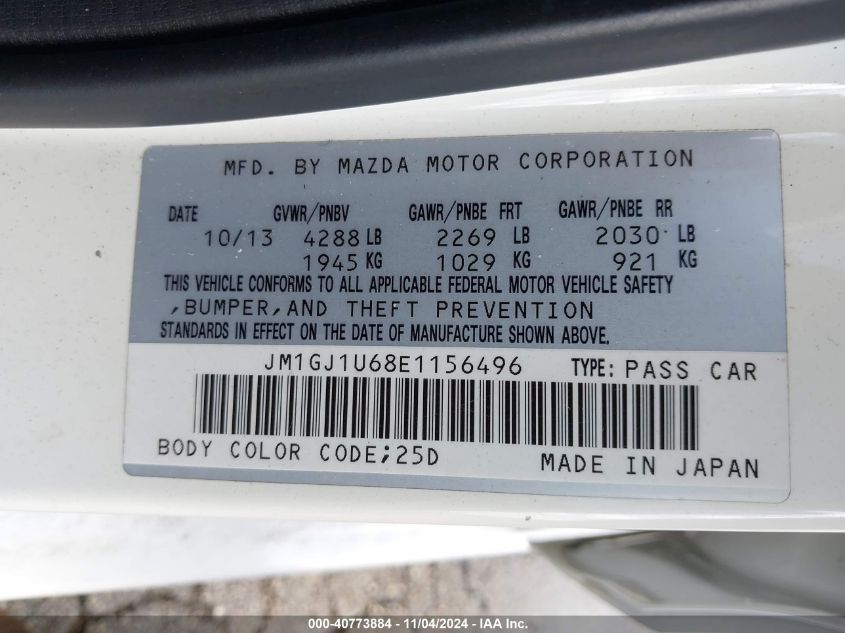 MFD. BY MAZDA MOTOR CORPORATION
DATE GVWR/PNBV GAWR/PNBE FRT GAWR/PNBE RR
10/13 4288 LB 2269 LB 2030 LB
1945 KG 1029 KG 921 KG
THIS VEHICLE CONFORMS TO ALL APPLICABLE FEDERAL MOTOR VEHICLE SAFETY
,BUMPER,AND THEFT PREVENTION
STANDARDS IN EFFECT ON THE DATE OF MANUFACTURE SHOWN ABOVE.
JM1GJ1U68E1156496 TYPE: PASS CAR
BODY COLOR CODE;25D MADE IN JAPAN
000-40773884 - 11/04/2024 - IAA Inc.